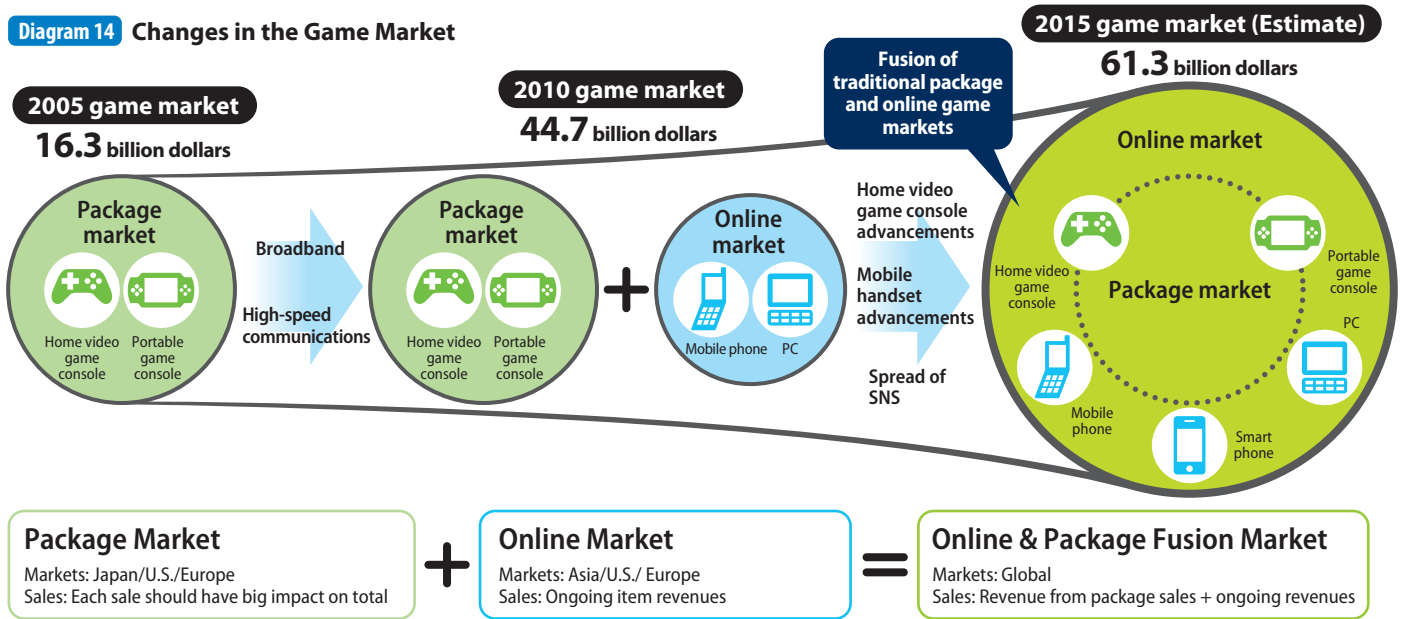 Diagram 14 Changes in the Game Market
2005 game market
16.3 billion dollars
Package
market
Home video
game
console
Portable
game
console
Broadband
High-speed
communications
2010 game market
44.7 billion dollars
Package
market
Home video
game
console
Portable
game
console
+
Online
market
Mobile phone
PC
Home video
game console
advancements
Mobile
handset
advancements
Spread of
SNS
Fusion of
traditional package
and online game
markets
2015 game market (Estimate)
61.3 billion dollars
Online market
Package market
Home video
game
console
Portable
game
console
Mobile
phone
Smart
phone
PC
Package Market
Markets: Japan/U.S./Europe
Sales: Each sale should have big impact on total
+
Online Market
Markets: Asia/U.S./ Europe
Sales: Ongoing item revenues
=
Online & Package Fusion Market
Markets: Global
Sales: Revenue from package sales + ongoing revenues